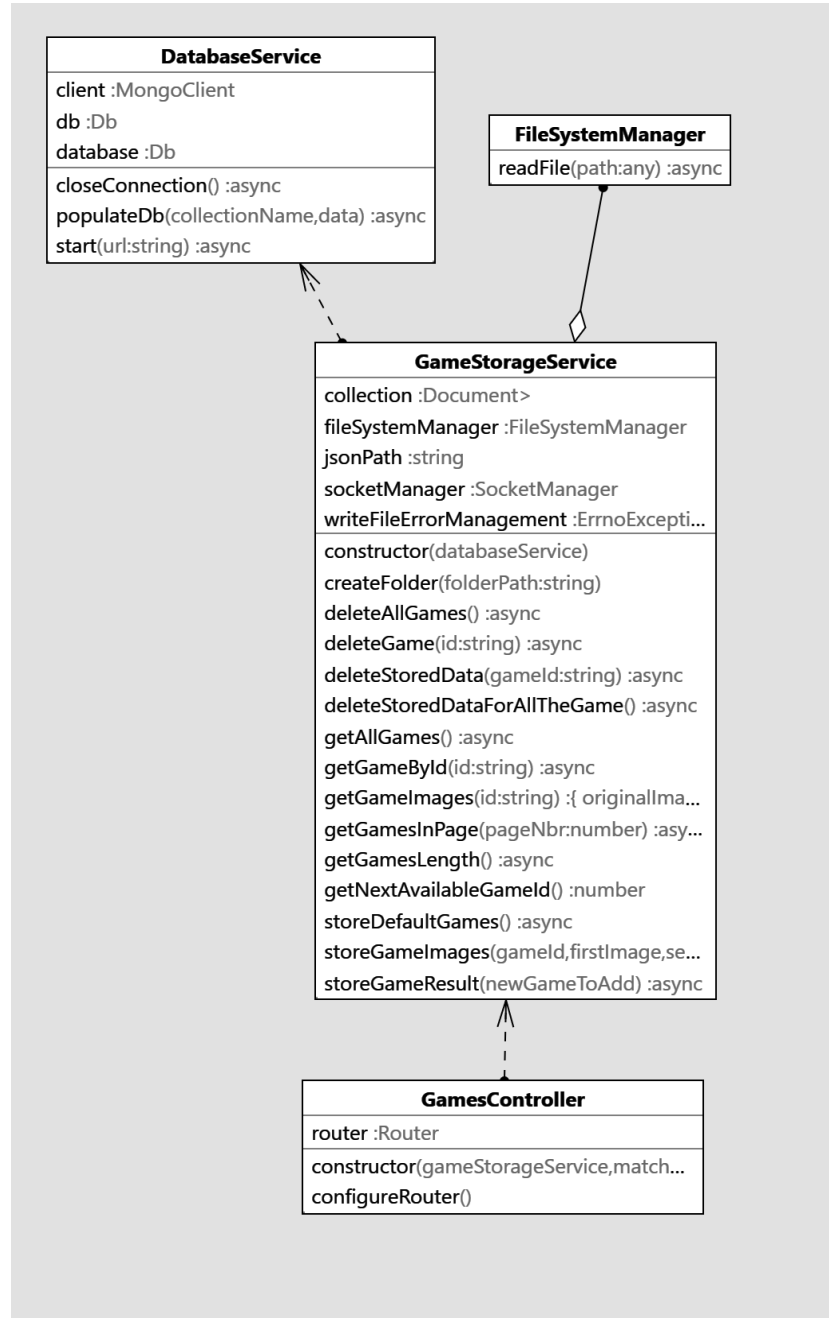 DatabaseService
client :MongoClient
db :Db
database :Db
closeConnection() :async
populateDb(collectionName,data) :async
start(url:string) :async
FileSystemManager
readFile(path:any) :async
GameStorageService
collection :Document>
fileSystemManager :FileSystemManager
jsonPath :string
socketManager :SocketManager
writeFileErrorManagement :ErrnoExcepti...
constructor(databaseService)
createFolder(folderPath:string)
deleteAllGames() :async
deleteGame(id:string) :async
deleteStoredData(gameId:string) :async
deleteStoredDataForAllTheGame() :async
getAllGames() :async
getGameById(id:string) :async
getGameImages(id:string) :{ originalIma...
getGamesInPage(pageNbr:number) :asy...
getGamesLength() :async
getNextAvailableGameId() :number
storeDefaultGames() :async
storeGameImages(gameId,firstImage,se...
storeGameResult(newGameToAdd) :async
GamesController
router :Router
constructor(gameStorageService,match...
configureRouter()